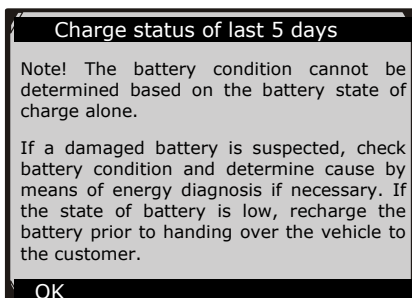 Charge status of last 5 days
Note! The battery condition cannot be
determined based on the battery state of
charge alone.
If a damaged battery is suspected, check
battery condition and determine cause by
means of energy diagnosis if necessary. If
the state of battery is low, recharge the
battery prior to handing over the vehicle to
the customer.
OK